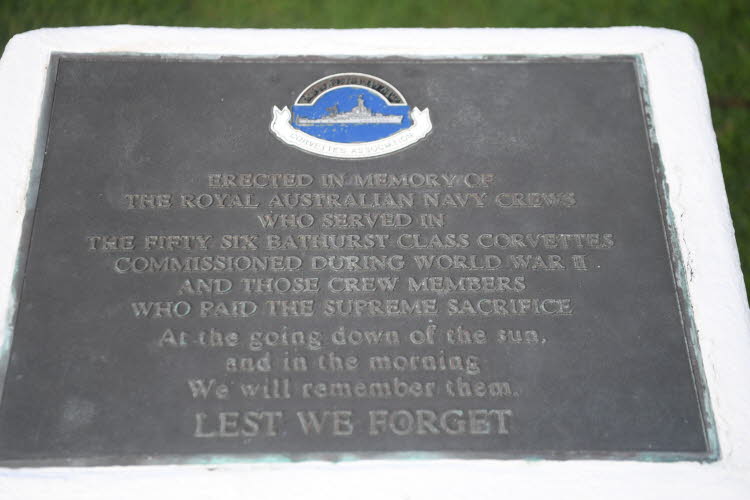 CORVETTES ASSOCIATION
ERECTED IN MEMORY OF
THE ROYAL AUSTRALIAN NAVY CREWS
WHO SERVED IN
THE FIFTY SIX BATHURST CLASS CORVETTES
COMMISSIONED DURING WORLD WAR II
AND THOSE CREW MEMBERS
WHO PAID THE SUPREME SACRIFICE
At the going down of the sun,
and in the morning
We will remember them.
LEST WE FORGET